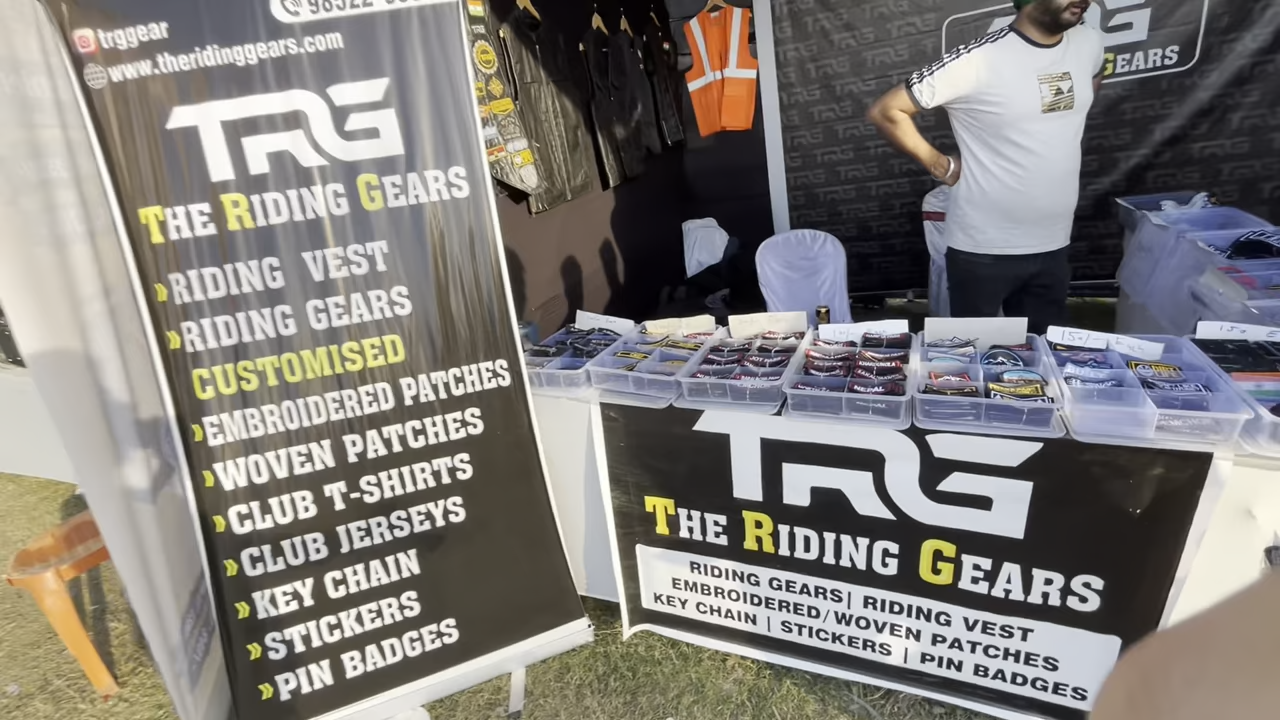 trggear
www.theridinggears.com
TRG
THE RIDING GEARS
» RIDING VEST
» RIDING GEARS
CUSTOMISED
» EMBROIDERED PATCHES
» WOVEN PATCHES
» CLUB T-SHIRTS
» CLUB JERSEYS
» KEY CHAIN
» STICKERS
» PIN BADGES
GEARS
NEPAL
TRG
THE RIDING GEARS
RIDING GEARS| RIDING VEST
EMBROIDERED/WOVEN PATCHES
KEY CHAIN | STICKERS | PIN BADGES